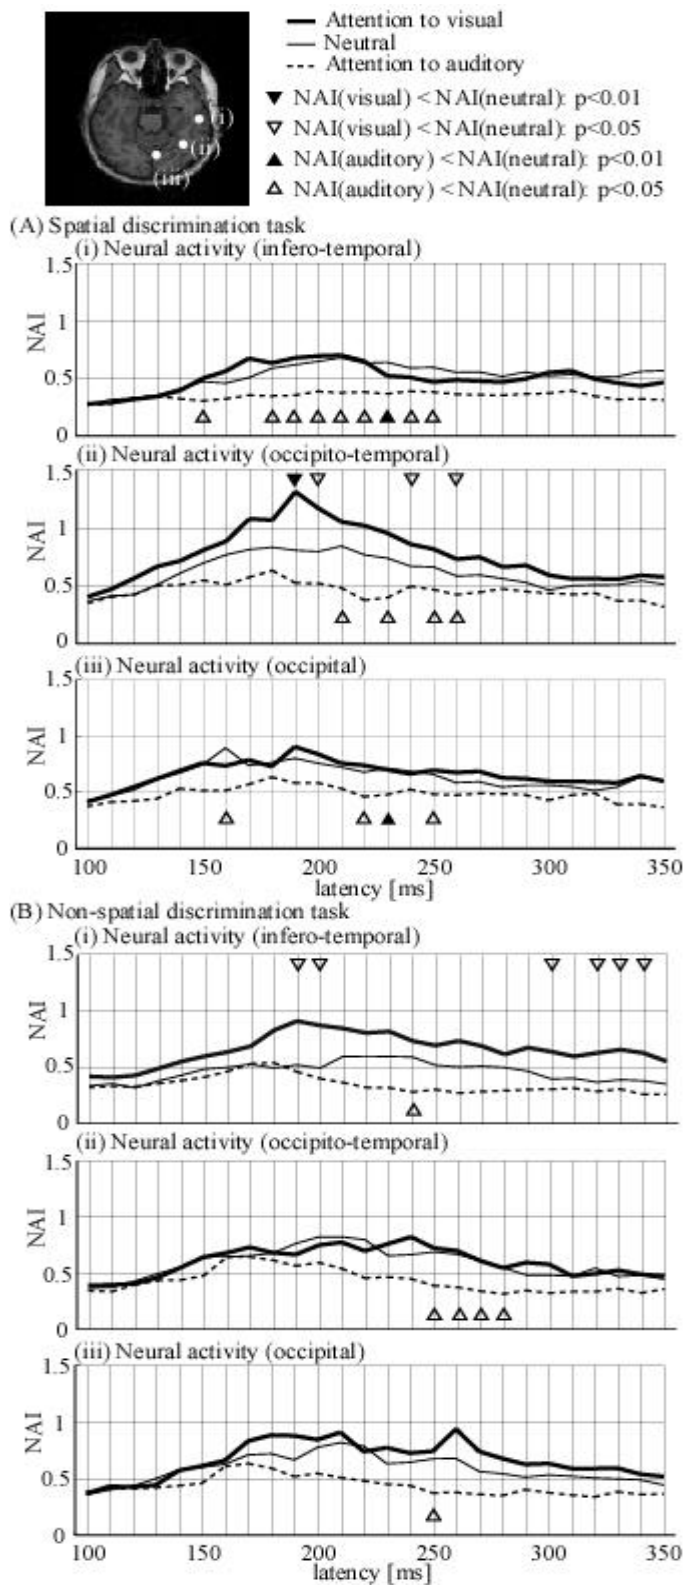 Attention to visual
Neutral
Attention to auditory
NAI(visual) < NAI(neutral): p<0.01
NAI(visual) < NAI(neutral): p<0.05
NAI(auditory) < NAI(neutral): p<0.01
NAI(auditory) < NAI(neutral): p<0.05
(i)
(ii)
(iii)
(A) Spatial discrimination task
(i) Neural activity (infero-temporal)
1.5
1
0.5
0
NAI
(ii) Neural activity (occipito-temporal)
1.5
1
0.5
0
NAI
(iii) Neural activity (occipital)
1.5
1
0.5
0
NAI
100 150 200 250 300 350
latency [ms]
(B) Non-spatial discrimination task
(i) Neural activity (infero-temporal)
1.5
1
0.5
0
NAI
(ii) Neural activity (occipito-temporal)
1.5
1
0.5
0
NAI
(iii) Neural activity (occipital)
1.5
1
0.5
0
NAI
100 150 200 250 300 350
latency [ms]